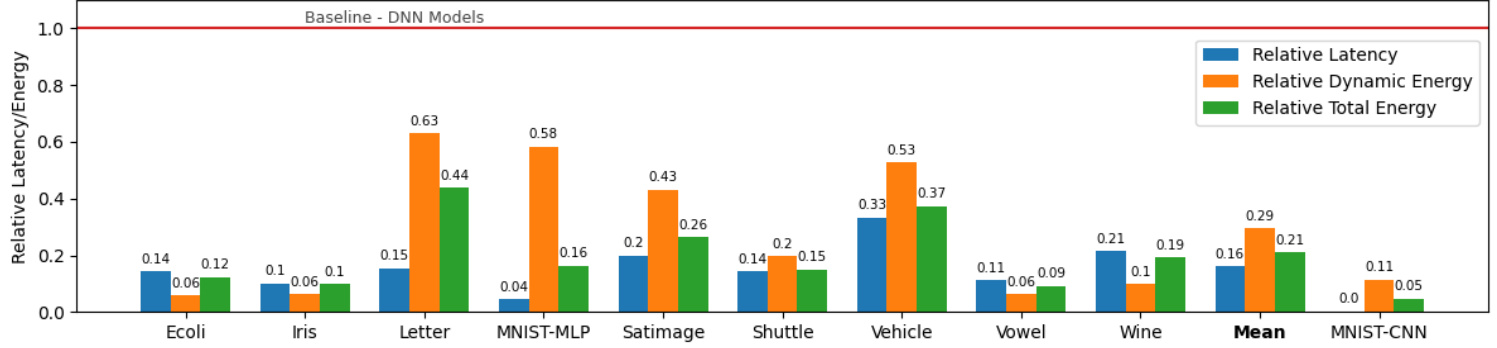 Baseline - DNN Models
Relative Latency/Energy
1.0
0.8
0.6
0.4
0.2
0.0
Relative Latency
Relative Dynamic Energy
Relative Total Energy
0.14 0.06 0.12
0.1 0.06 0.1
0.15 0.63 0.44
0.04 0.58 0.16
0.2 0.43 0.26
0.14 0.2 0.15
0.33 0.53 0.37
0.11 0.06 0.09
0.21 0.1 0.19
0.16 0.29 0.21
0.0 0.11 0.05
Ecoli Iris Letter MNIST-MLP Satimage Shuttle Vehicle Vowel Wine Mean MNIST-CNN